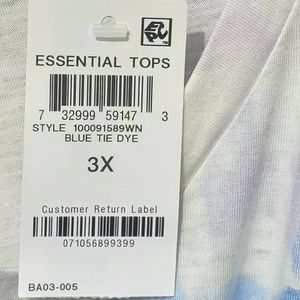 ESSENTIAL TOPS
7 32999 59147 3
STYLE 100091589WN
BLUE TIE DYE
3X
Customer Return Label
071056899399
BA03-005